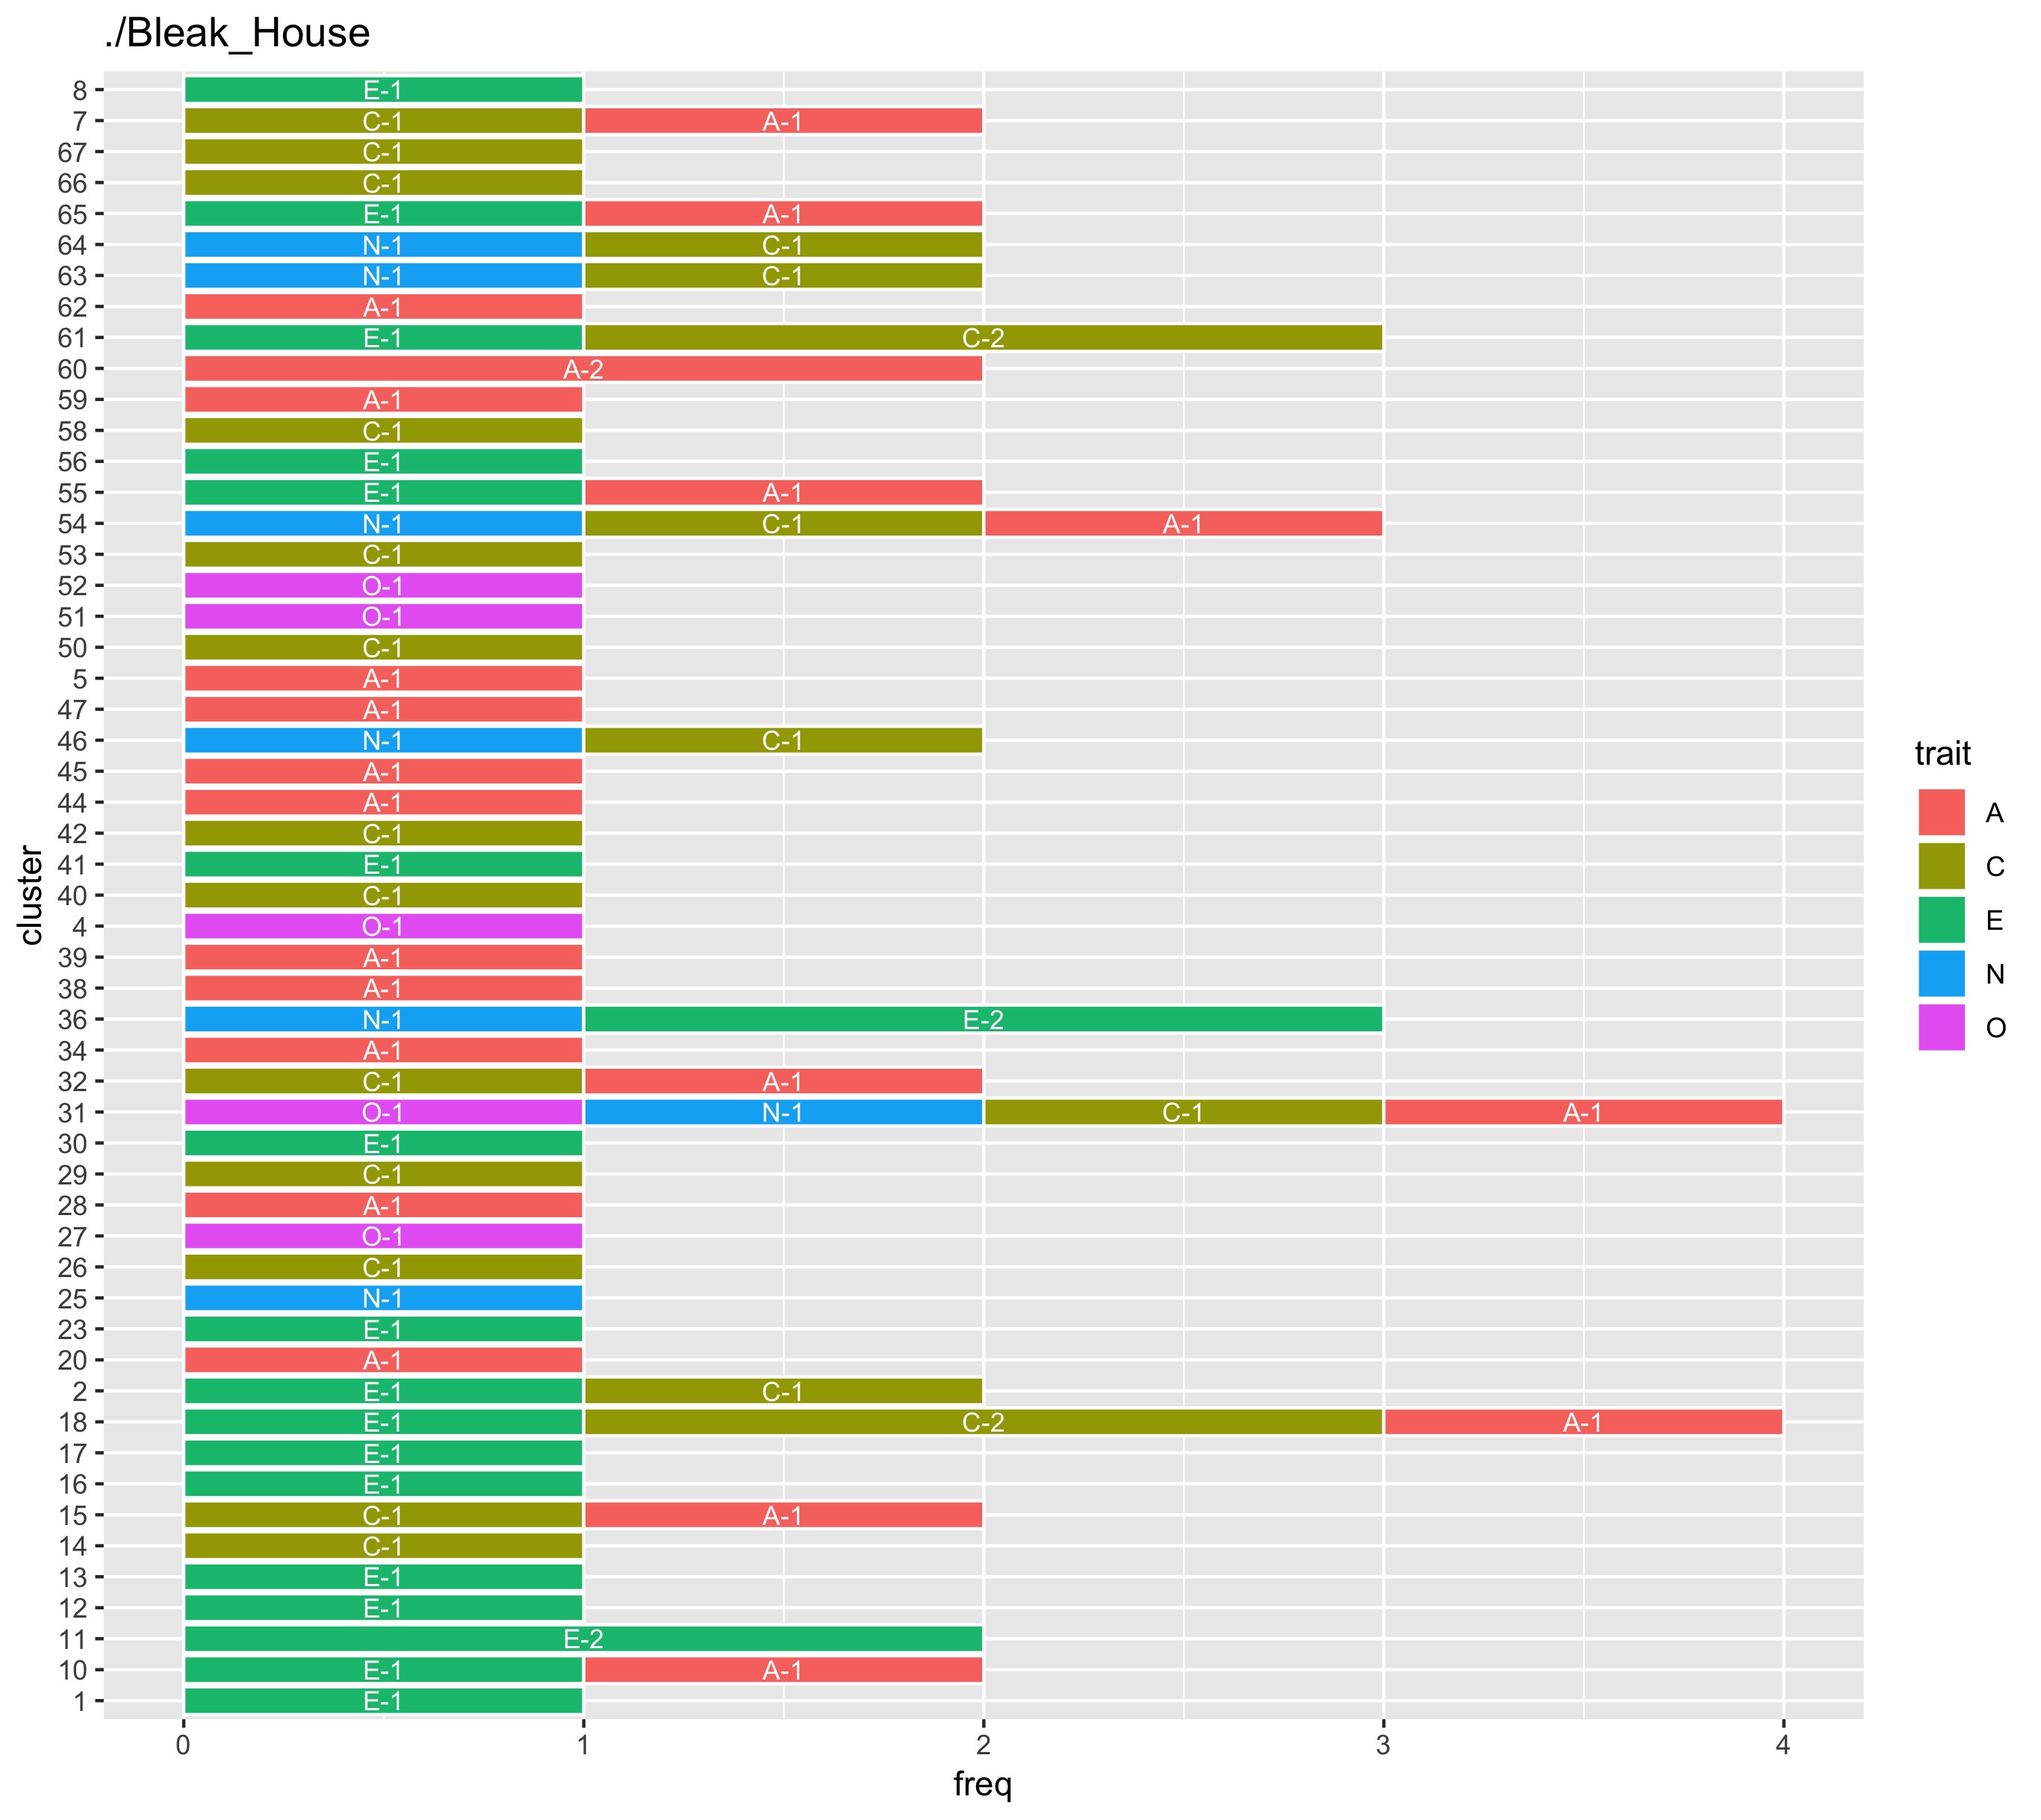 ./Bleak_House
8 E-1
7 C-1 A-1
67 C-1
66 C-1
65 E-1 A-1
64 N-1 C-1
63 N-1 C-1
62 A-1
61 E-1 C-2
60 A-2
59 A-1
58 C-1
56 E-1
55 E-1 A-1
54 N-1 C-1 A-1
53 C-1
52 O-1
51 O-1
50 C-1
5 A-1
47 A-1
46 N-1 C-1
45 A-1
44 A-1
42 C-1
41 E-1
40 C-1
4 O-1
39 A-1
38 A-1
36 N-1 E-2
34 A-1
32 C-1 A-1
31 O-1 N-1 C-1 A-1
30 E-1
29 C-1
28 A-1
27 O-1
26 C-1
25 N-1
23 E-1
20 A-1
2 E-1 C-1
18 E-1 C-2 A-1
17 E-1
16 E-1
15 C-1 A-1
14 C-1
13 E-1
12 E-1
11 E-2
10 E-1 A-1
1 E-1
0 1 2 3 4
freq
cluster
trait
A
C
E
N
O